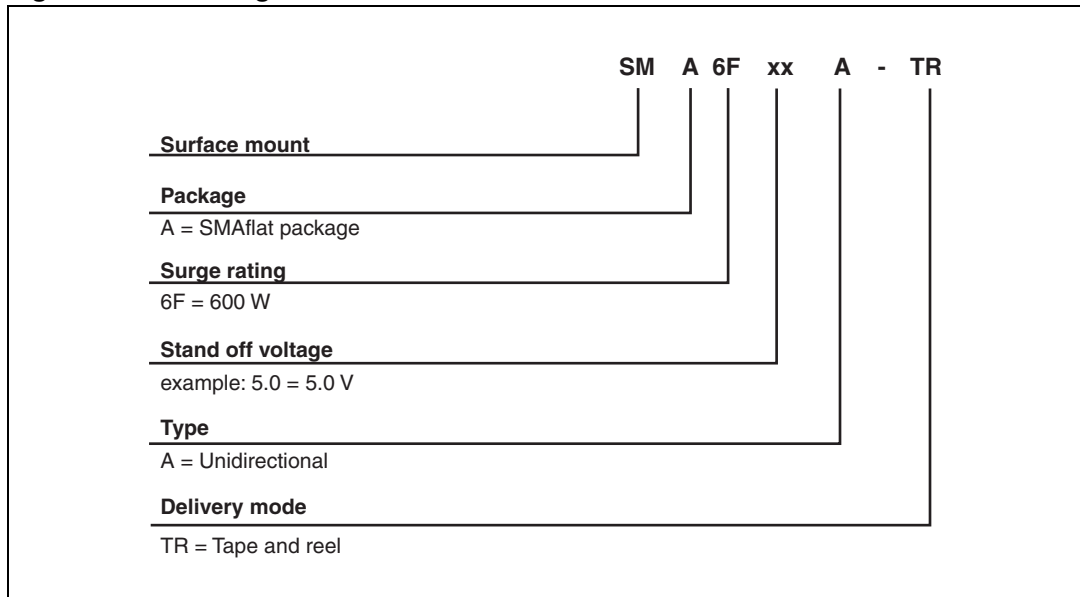 SM A 6F xx A - TR
Surface mount
Package
A = SMAflat package
Surge rating
6F = 600 W
Stand off voltage
example: 5.0 = 5.0 V
Type
A = Unidirectional
Delivery mode
TR = Tape and reel